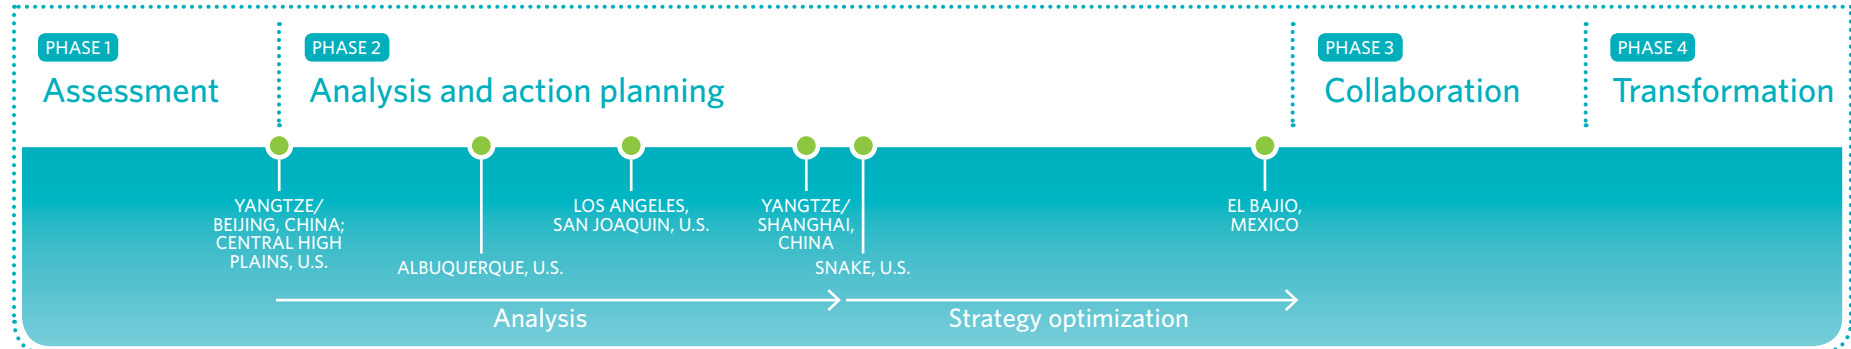 PHASE 1
Assessment
PHASE 2
Analysis and action planning
PHASE 3
Collaboration
PHASE 4
Transformation
YANGTZE/
BEIJING, CHINA;
CENTRAL HIGH
PLAINS, U.S.
ALBUQUERQUE, U.S.
LOS ANGELES,
SAN JOAQUIN, U.S.
YANGTZE/
SHANGHAI,
CHINA
SNAKE, U.S.
EL BAJIO,
MEXICO
Analysis
Strategy optimization